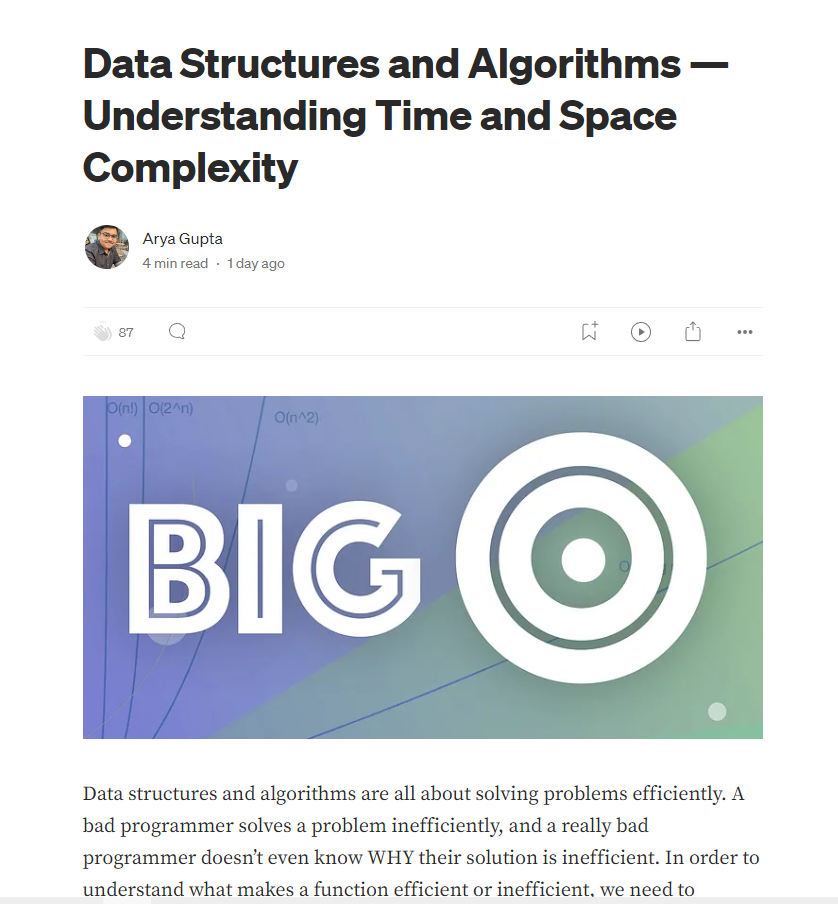 Data Structures and Algorithms —
Understanding Time and Space
Complexity
Arya Gupta
4 min read · 1 day ago
87
O(n!) O(2^n)
O(n^2)
BIG O
Data structures and algorithms are all about solving problems efficiently. A
bad programmer solves a problem inefficiently, and a really bad
programmer doesn’t even know WHY their solution is inefficient. In order to
understand what makes a function efficient or inefficient, we need to